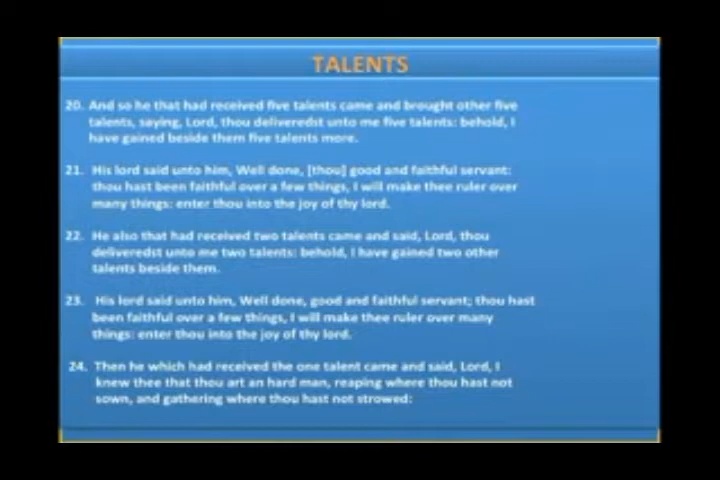 TALENTS
20. And so he that had received five talents came and brought other five
talents, saying, Lord, thou deliveredst unto me five talents: behold, I
have gained beside them five talents more.
21. His lord said unto him, Well done, [thou] good and faithful servant:
thou hast been faithful over a few things, I will make thee ruler over
many things: enter thou into the joy of thy lord.
22. He also that had received two talents came and said, Lord, thou
deliveredst unto me two talents: behold, I have gained two other
talents beside them.
23. His lord said unto him, Well done, good and faithful servant; thou hast
been faithful over a few things, I will make thee ruler over many
things: enter thou into the joy of thy lord.
24. Then he which had received the one talent came and said, Lord, I
knew thee that thou art an hard man, reaping where thou hast not
sown, and gathering where thou hast not strowed: